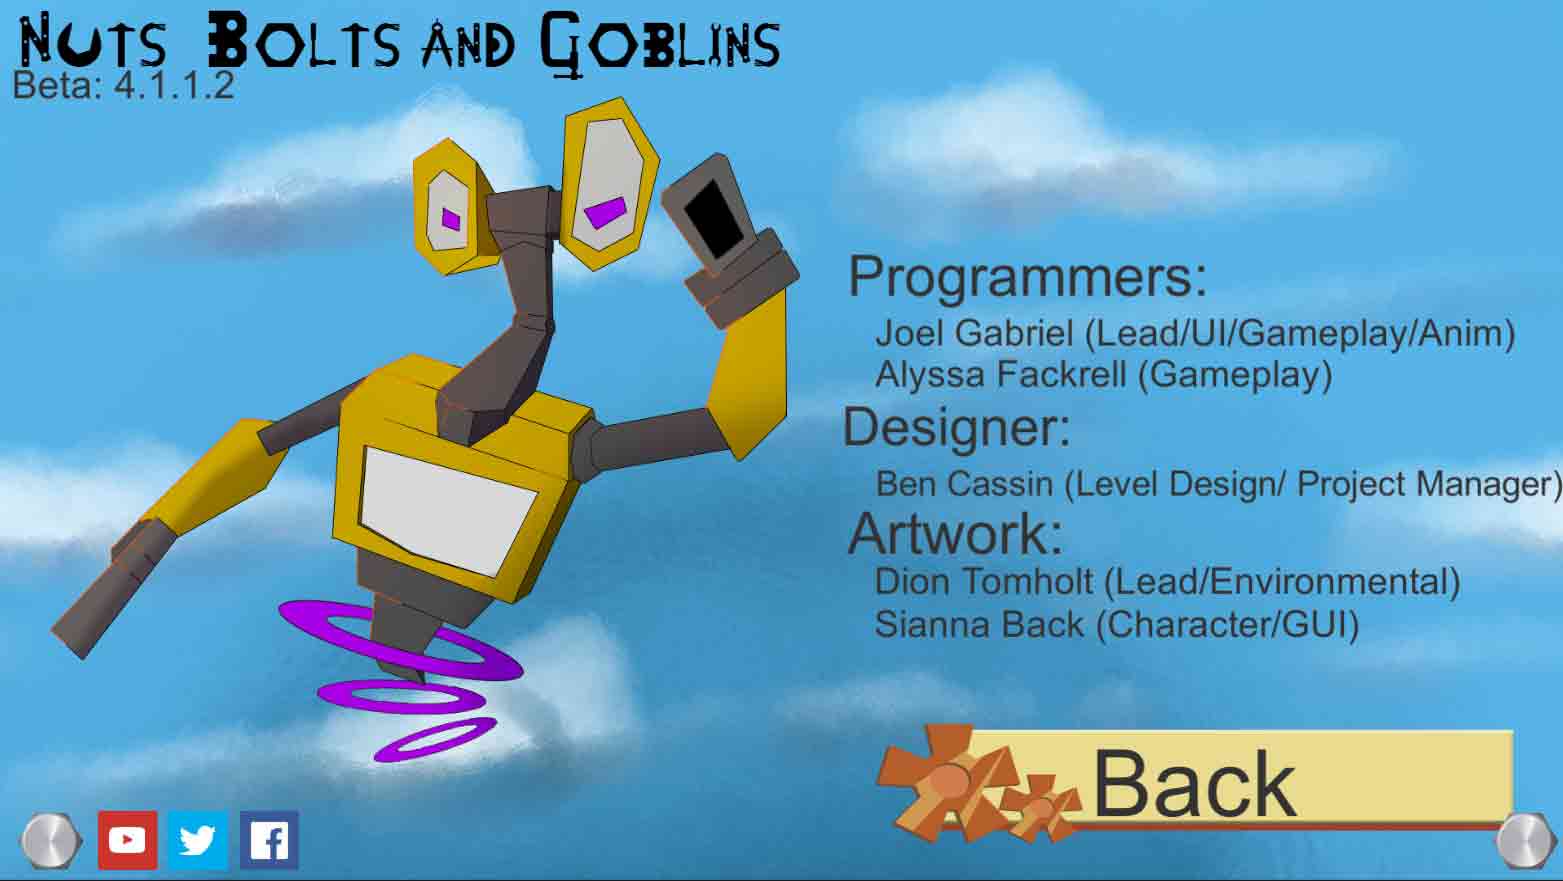 Nuts Bolts and Goblins
Beta: 4.1.1.2
Programmers:
Joel Gabriel (Lead/UI/Gameplay/Anim)
Alyssa Fackrell (Gameplay)
Designer:
Ben Cassin (Level Design/ Project Manager)
Artwork:
Dion Tomholt (Lead/Environmental)
Sianna Back (Character/GUI)
Back